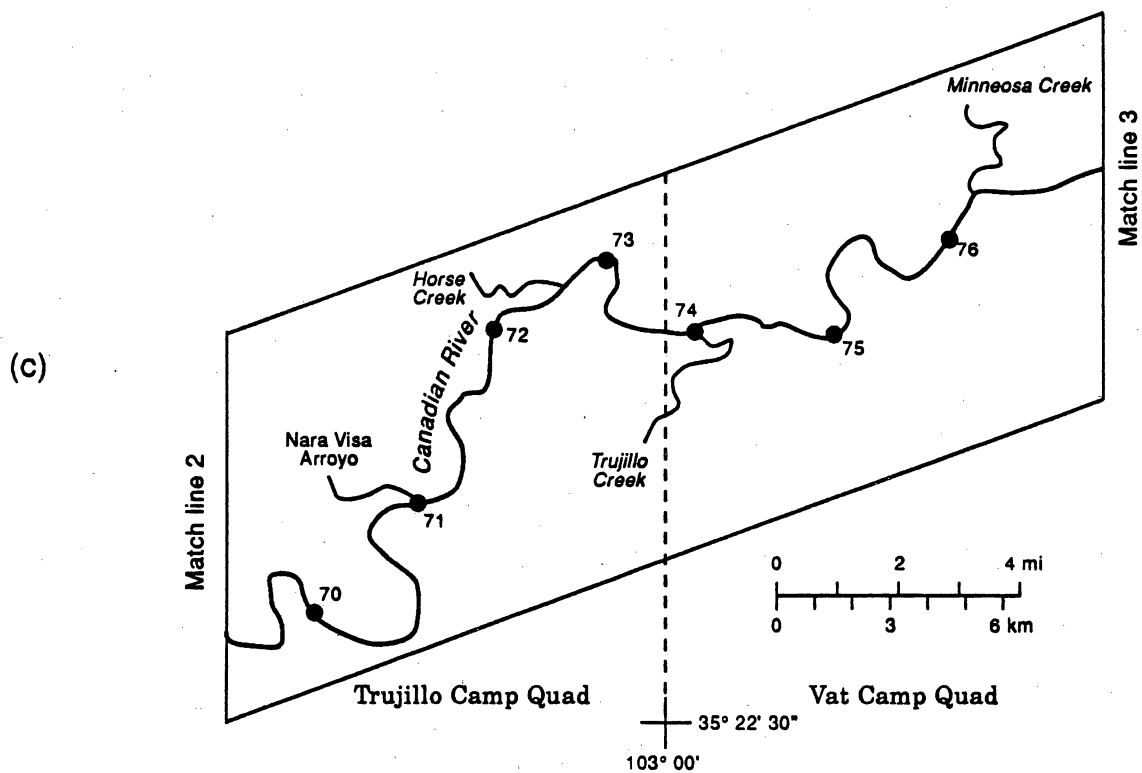 (c)
Minneosa Creek
Match line 3
76
73
Horse
Creek
72
74
75
Canadian River
Nara Visa
Arroyo
Trujillo
Creek
Match line 2
71
70
0 2 4 mi
0 3 6 km
Trujillo Camp Quad
Vat Camp Quad
35° 22' 30"
103° 00'